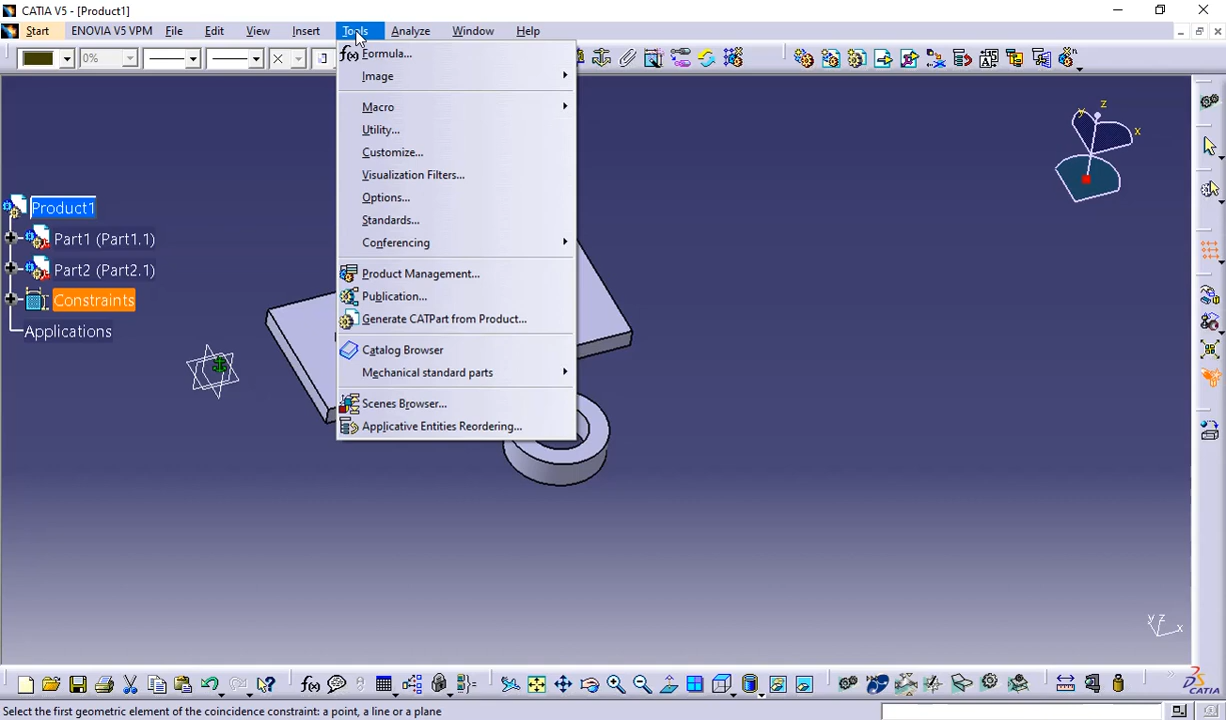 CATIA V5 - [Product1]
Start ENOVIA V5 VPM File Edit View Insert Tools Analyze Window Help
0%
Formula...
Image
Macro
Utility...
Customize...
Visualization Filters...
Options...
Standards...
Conferencing
Product Management...
Publication...
Generate CATPart from Product...
Catalog Browser
Mechanical standard parts
Scenes Browser...
Applicative Entities Reordering...
Product1
Part1 (Part1.1)
Part2 (Part2.1)
Constraints
Applications
z
y
x
y z
x
CATIA
Select the first geometric element of the coincidence constraint: a point, a line or a plane